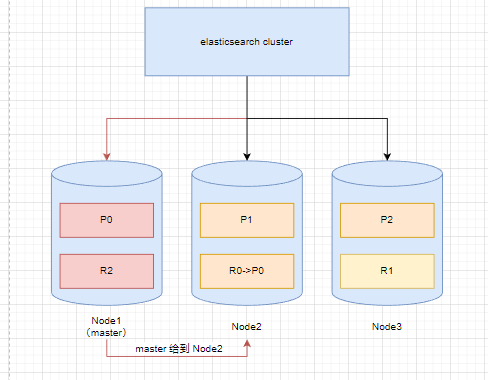 elasticsearch cluster
P0
P1
P2
R2
R0->P0
R1
Node1
（master）
Node2
Node3
master 给到 Node2